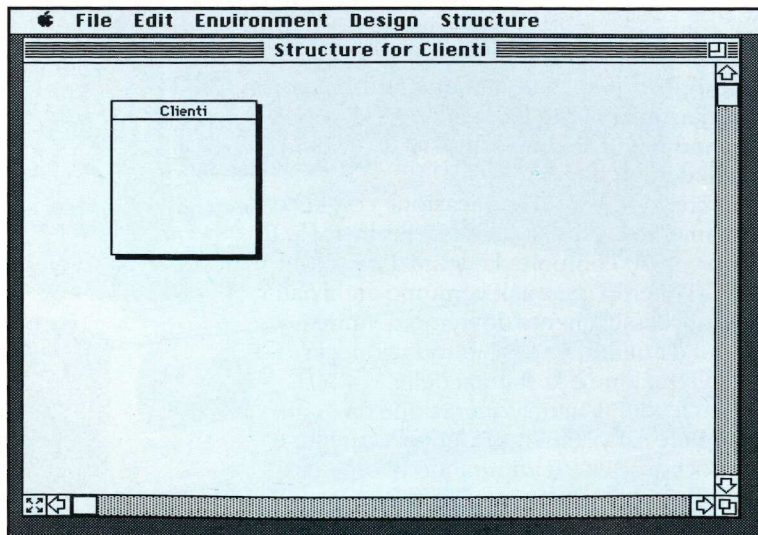 File Edit Environment Design Structure
Structure for Clienti
Clienti